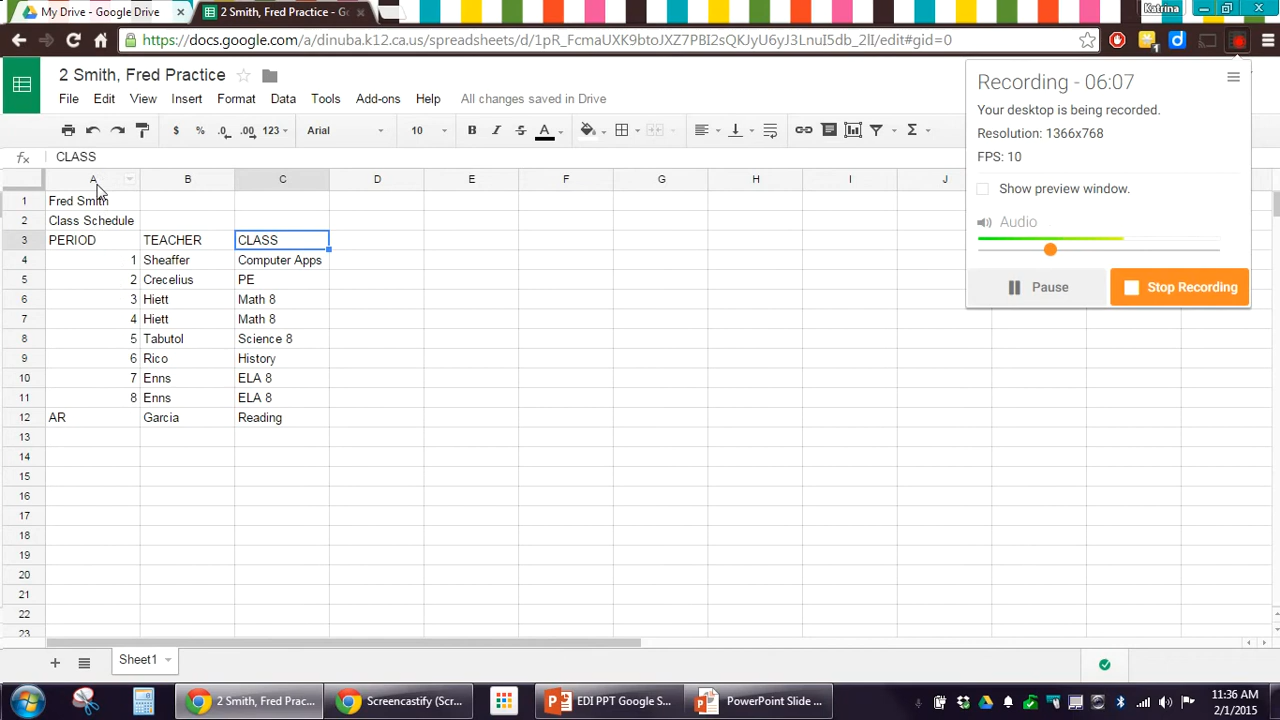 My Drive - Google Drive × 2 Smith, Fred Practice - Go × Katrina
https://docs.google.com/a/dinuba.k12.ca.us/spreadsheets/d/1pR_FcmaUXK9btoJXZ7PBI2sQKJyU6yJ3LnuI5db_2lI/edit#gid=0
2 Smith, Fred Practice
File Edit View Insert Format Data Tools Add-ons Help All changes saved in Drive
$ % .0 .00 123 Arial 10 B I S A Σ
fx CLASS
A B C D E F G H I J
1 Fred Smith
2 Class Schedule
3 PERIOD TEACHER CLASS
4 1 Sheaffer Computer Apps
5 2 Crecelius PE
6 3 Hiett Math 8
7 4 Hiett Math 8
8 5 Tabutol Science 8
9 6 Rico History
10 7 Enns ELA 8
11 8 Enns ELA 8
12 AR Garcia Reading
13
14
15
16
17
18
19
20
21
22
23
Recording - 06:07
Your desktop is being recorded.
Resolution: 1366x768
FPS: 10
Show preview window.
Audio
Pause Stop Recording
+ Sheet1
2 Smith, Fred Prac... Screencastify (Scr... EDI PPT Google S... PowerPoint Slide ...
11:36 AM
2/1/2015